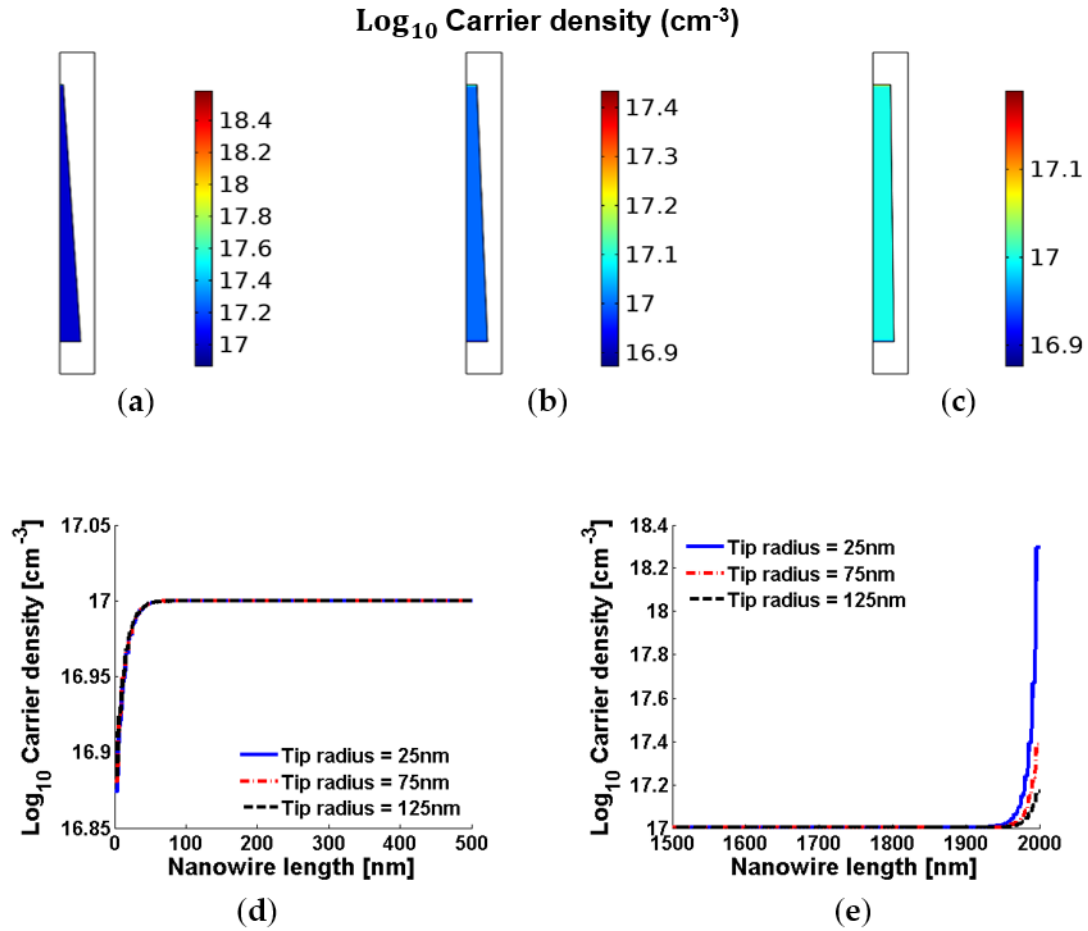 Log₁₀ Carrier density (cm⁻³)
18.4
18.2
18
17.8
17.6
17.4
17.2
17
17.4
17.3
17.2
17.1
17
16.9
17.1
17
16.9
(a)
(b)
(c)
Log₁₀ Carrier density [cm⁻³]
17.05
17
16.95
16.9
16.85
Tip radius = 25nm
Tip radius = 75nm
Tip radius = 125nm
0 100 200 300 400 500
Nanowire length [nm]
(d)
Log₁₀ Carrier density [cm⁻³]
18.4
18.2
18
17.8
17.6
17.4
17.2
17
Tip radius = 25nm
Tip radius = 75nm
Tip radius = 125nm
1500 1600 1700 1800 1900 2000
Nanowire length [nm]
(e)